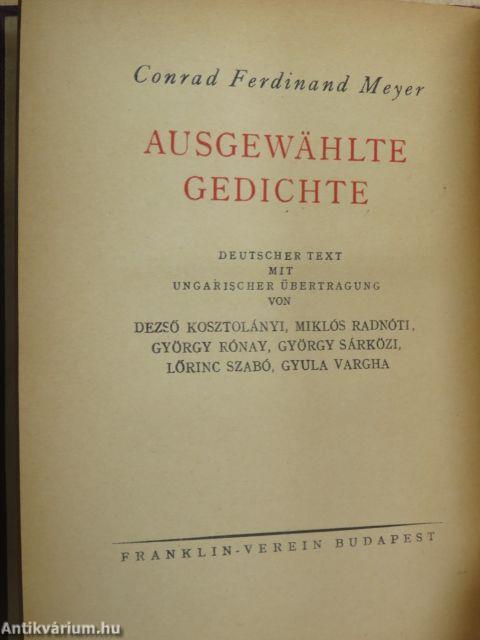 Conrad Ferdinand Meyer
AUSGEWÄHLTE
GEDICHTE
DEUTSCHER TEXT
MIT
UNGARISCHER ÜBERTRAGUNG
VON
DEZSŐ KOSZTOLÁNYI, MIKLÓS RADNÓTI,
GYÖRGY RÓNAY, GYÖRGY SÁRKÖZI,
LŐRINC SZABÓ, GYULA VARGHA
FRANKLIN-VEREIN BUDAPEST
Antikvárium.hu